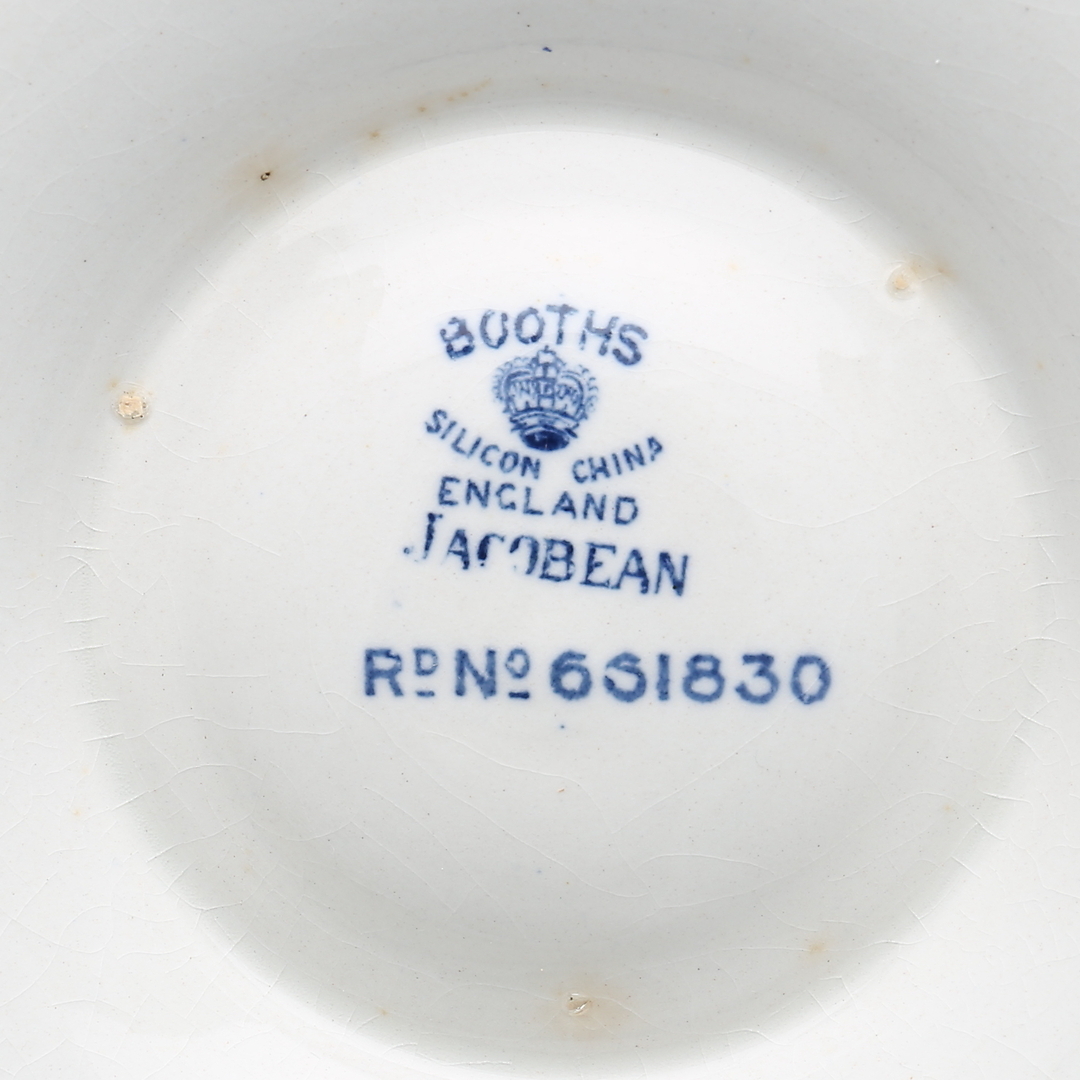 BOOTHS
SILICON CHINA
ENGLAND
JACOBEAN
RD NO 661830